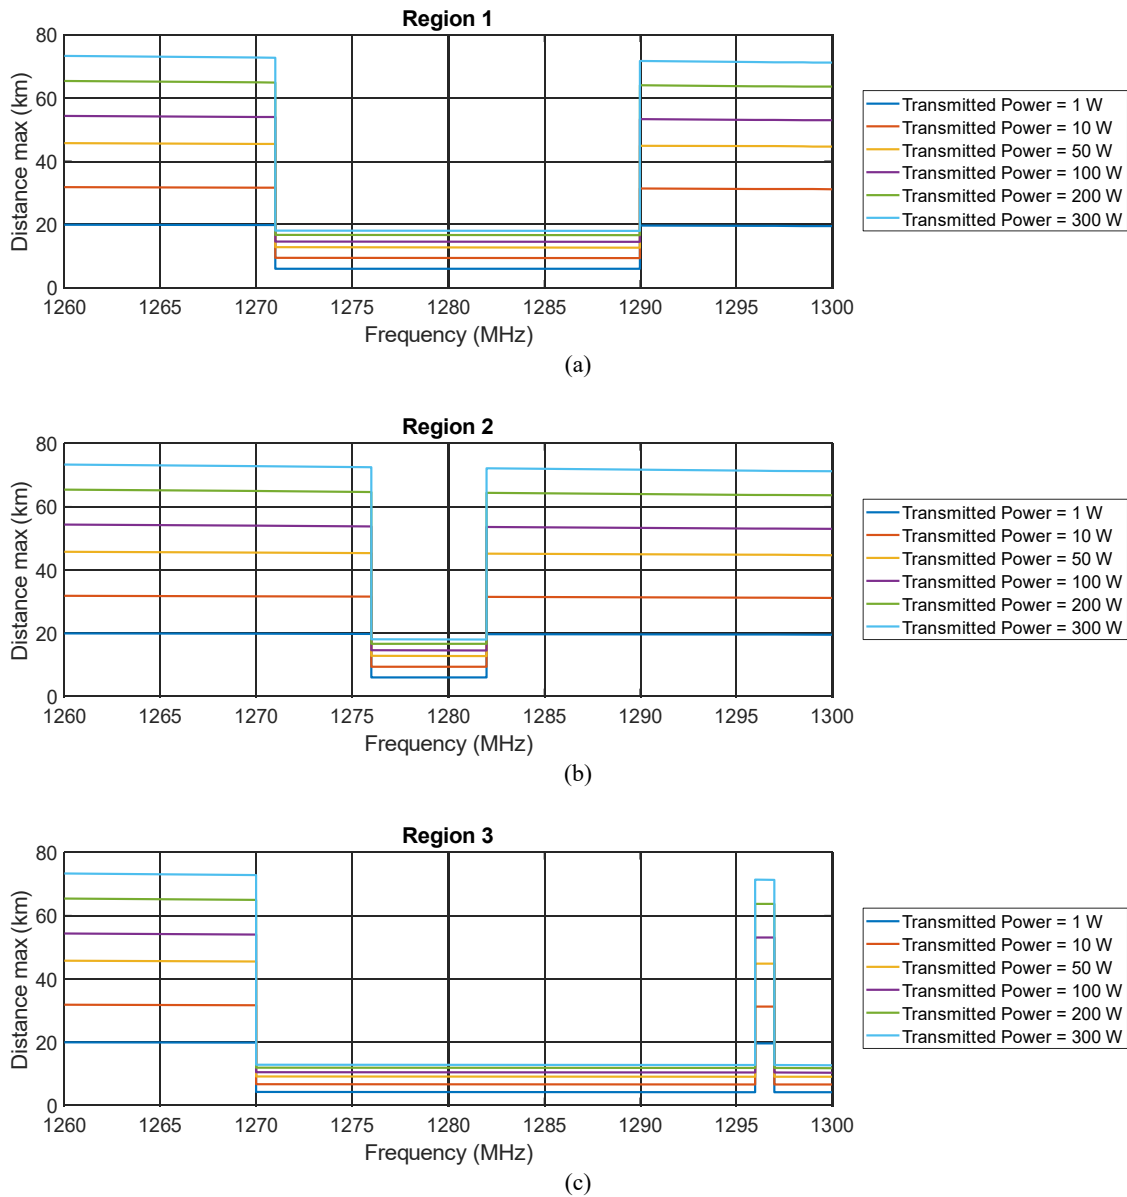 Region 1
Distance max (km)
80
60
40
20
0
1260 1265 1270 1275 1280 1285 1290 1295 1300
Frequency (MHz)
Transmitted Power = 1 W
Transmitted Power = 10 W
Transmitted Power = 50 W
Transmitted Power = 100 W
Transmitted Power = 200 W
Transmitted Power = 300 W
(a)
Region 2
Distance max (km)
80
60
40
20
0
1260 1265 1270 1275 1280 1285 1290 1295 1300
Frequency (MHz)
Transmitted Power = 1 W
Transmitted Power = 10 W
Transmitted Power = 50 W
Transmitted Power = 100 W
Transmitted Power = 200 W
Transmitted Power = 300 W
(b)
Region 3
Distance max (km)
80
60
40
20
0
1260 1265 1270 1275 1280 1285 1290 1295 1300
Frequency (MHz)
Transmitted Power = 1 W
Transmitted Power = 10 W
Transmitted Power = 50 W
Transmitted Power = 100 W
Transmitted Power = 200 W
Transmitted Power = 300 W
(c)